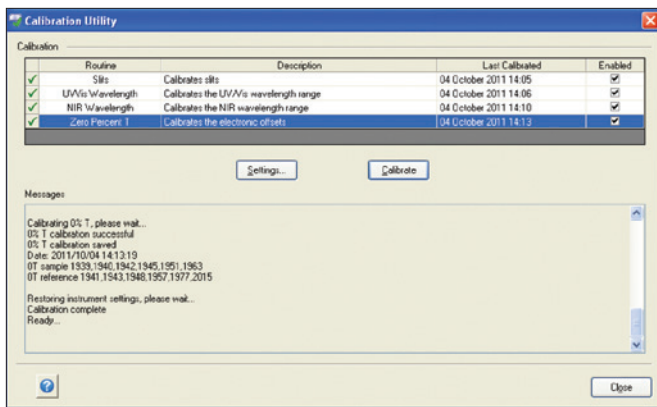 Calibration Utility
Calibration
Routine Description Last Calibrated Enabled
Slits Calibrates slits 04 October 2011 14:05
UV/Vis Wavelength Calibrates the UV/Vis wavelength range 04 October 2011 14:06
NIR Wavelength Calibrates the NIR wavelength range 04 October 2011 14:10
Zero Percent T Calibrates the electronic offsets 04 October 2011 14:13
Settings... Calibrate
Messages
Calibrating 0% T, please wait...
0% T calibration successful
0% T calibration saved
Date: 2011/10/04 14:13:19
0T sample 1939,1940,1942,1945,1951,1963
0T reference 1941,1943,1948,1957,1977,2015
Restoring instrument settings, please wait...
Calibration complete
Ready...
? Close